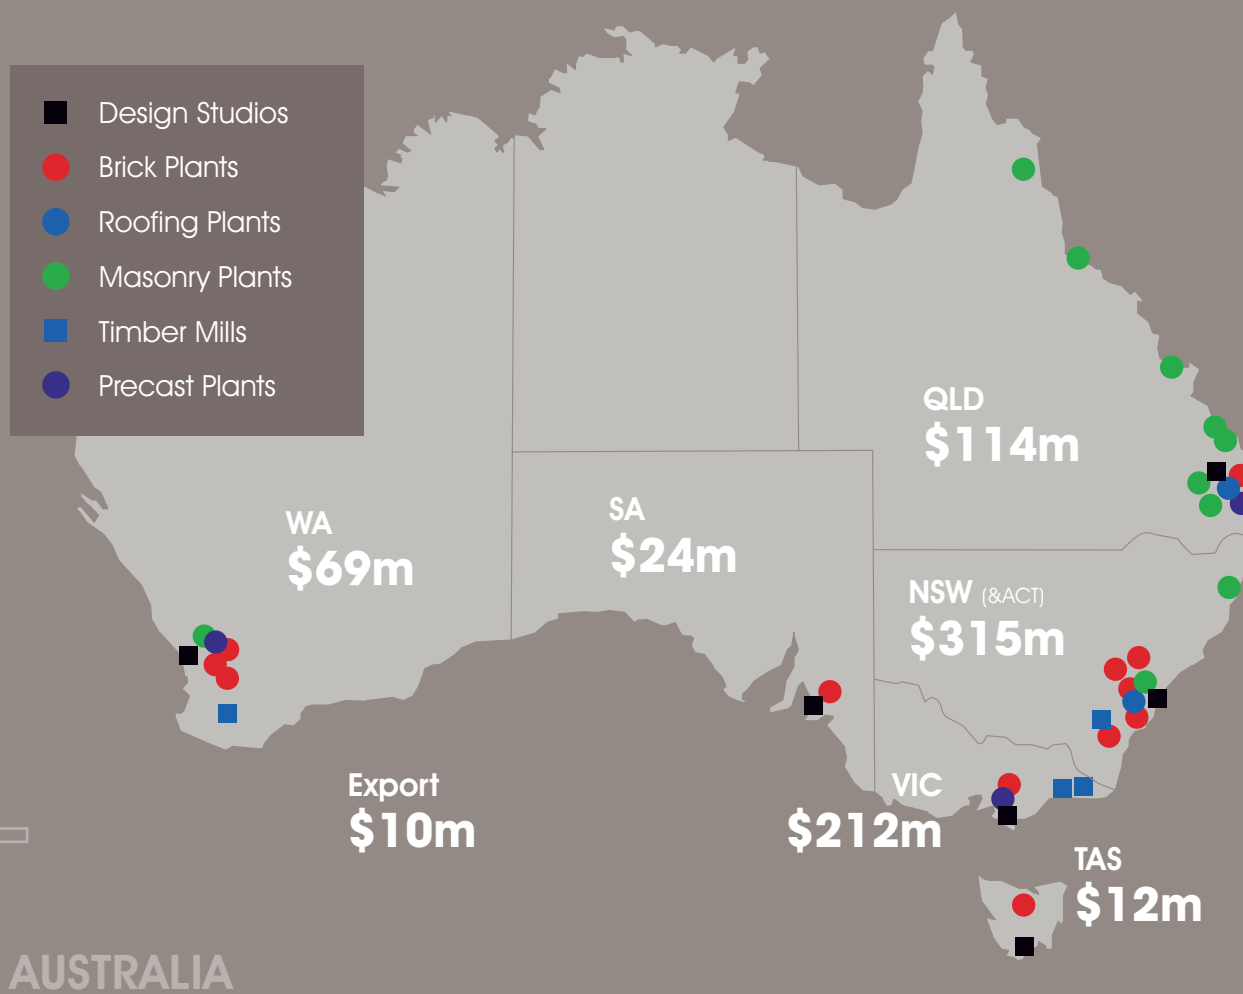 Design Studios
Brick Plants
Roofing Plants
Masonry Plants
Timber Mills
Precast Plants
QLD
$114m
WA
$69m
SA
$24m
NSW (&ACT)
$315m
Export
$10m
VIC
$212m
TAS
$12m
AUSTRALIA